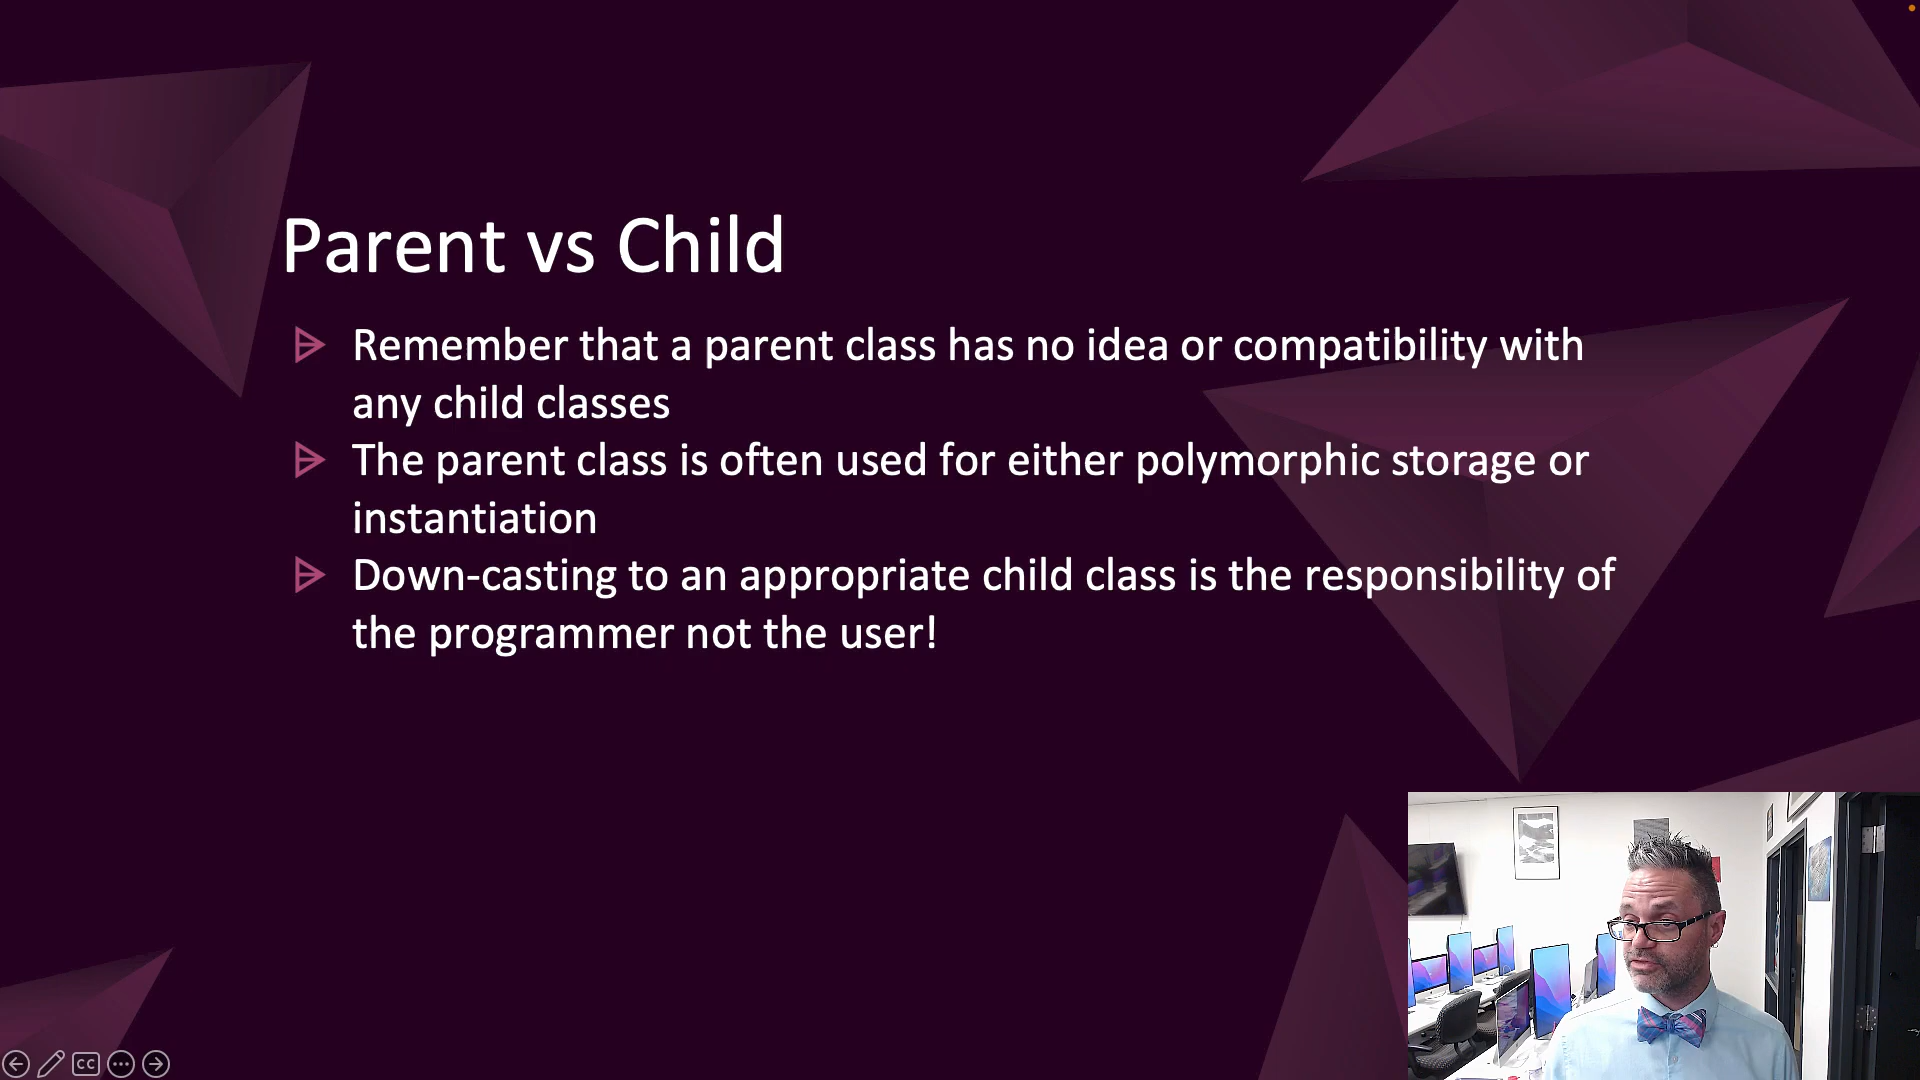 Parent vs Child
Remember that a parent class has no idea or compatibility with
any child classes
The parent class is often used for either polymorphic storage or
instantiation
Down-casting to an appropriate child class is the responsibility of
the programmer not the user!
CC